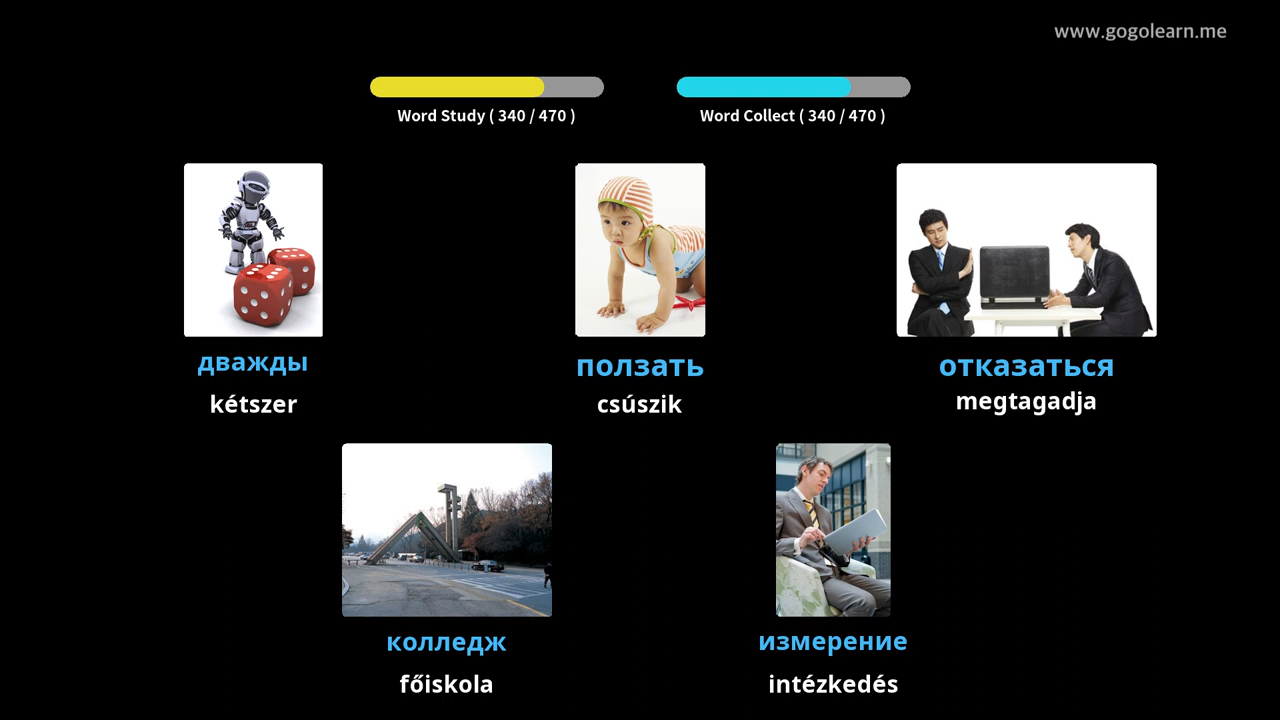 www.gogolearn.me
Word Study ( 340 / 470 )
Word Collect ( 340 / 470 )
дважды
kétszer
ползать
csúszik
отказаться
megtagadja
колледж
főiskola
измерение
intézkedés